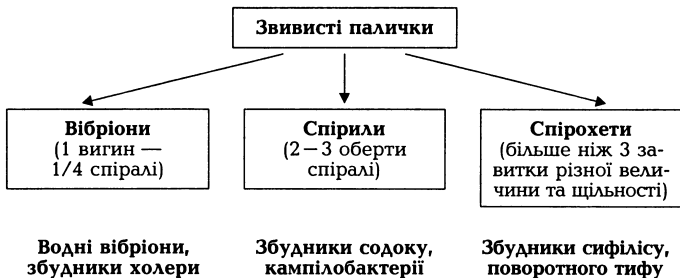 Звивисті палички
Вібріони
(1 вигин —
1/4 спіралі)
Спірили
(2 – 3 оберти
спіралі)
Спірохети
(більше ніж 3 за-
витки різної вели-
чини та щільності)
Водні вібріони,
збудники холери
Збудники содоку,
кампілобактерії
Збудники сифілісу,
поворотного тифу